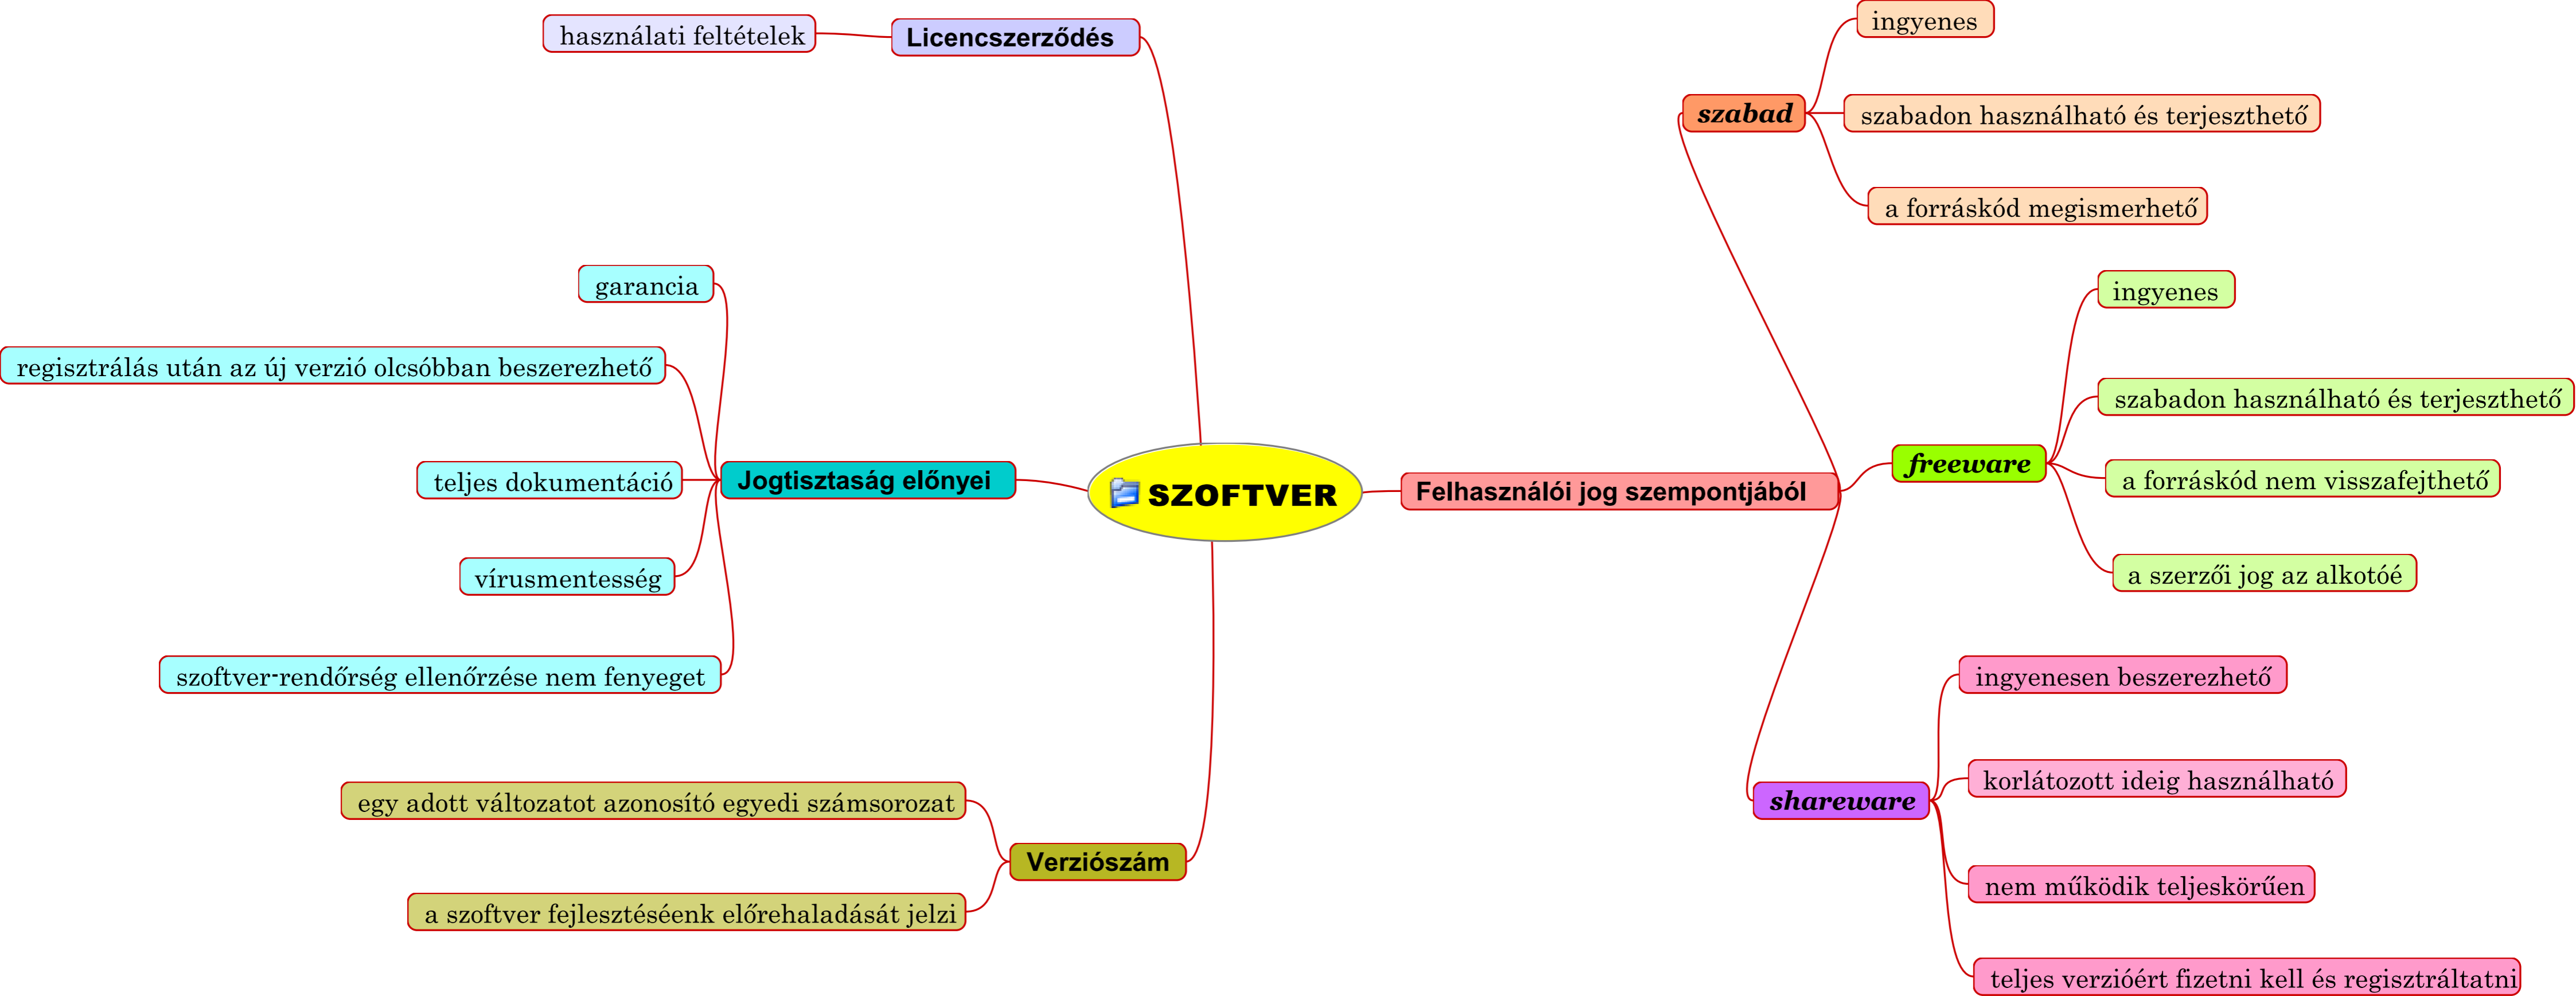 használati feltételek
Licencszerződés
garancia
regisztrálás után az új verzió olcsóbban beszerezhető
teljes dokumentáció
Jogtisztaság előnyei
vírusmentesség
szoftver-rendőrség ellenőrzése nem fenyeget
egy adott változatot azonosító egyedi számsorozat
Verziószám
a szoftver fejlesztéséenk előrehaladását jelzi
SZOFTVER
Felhasználói jog szempontjából
szabad
ingyenes
szabadon használható és terjeszthető
a forráskód megismerhető
freeware
ingyenes
szabadon használható és terjeszthető
a forráskód nem visszafejthető
a szerzői jog az alkotóé
shareware
ingyenesen beszerezhető
korlátozott ideig használható
nem működik teljeskörűen
teljes verzióért fizetni kell és regisztráltatni